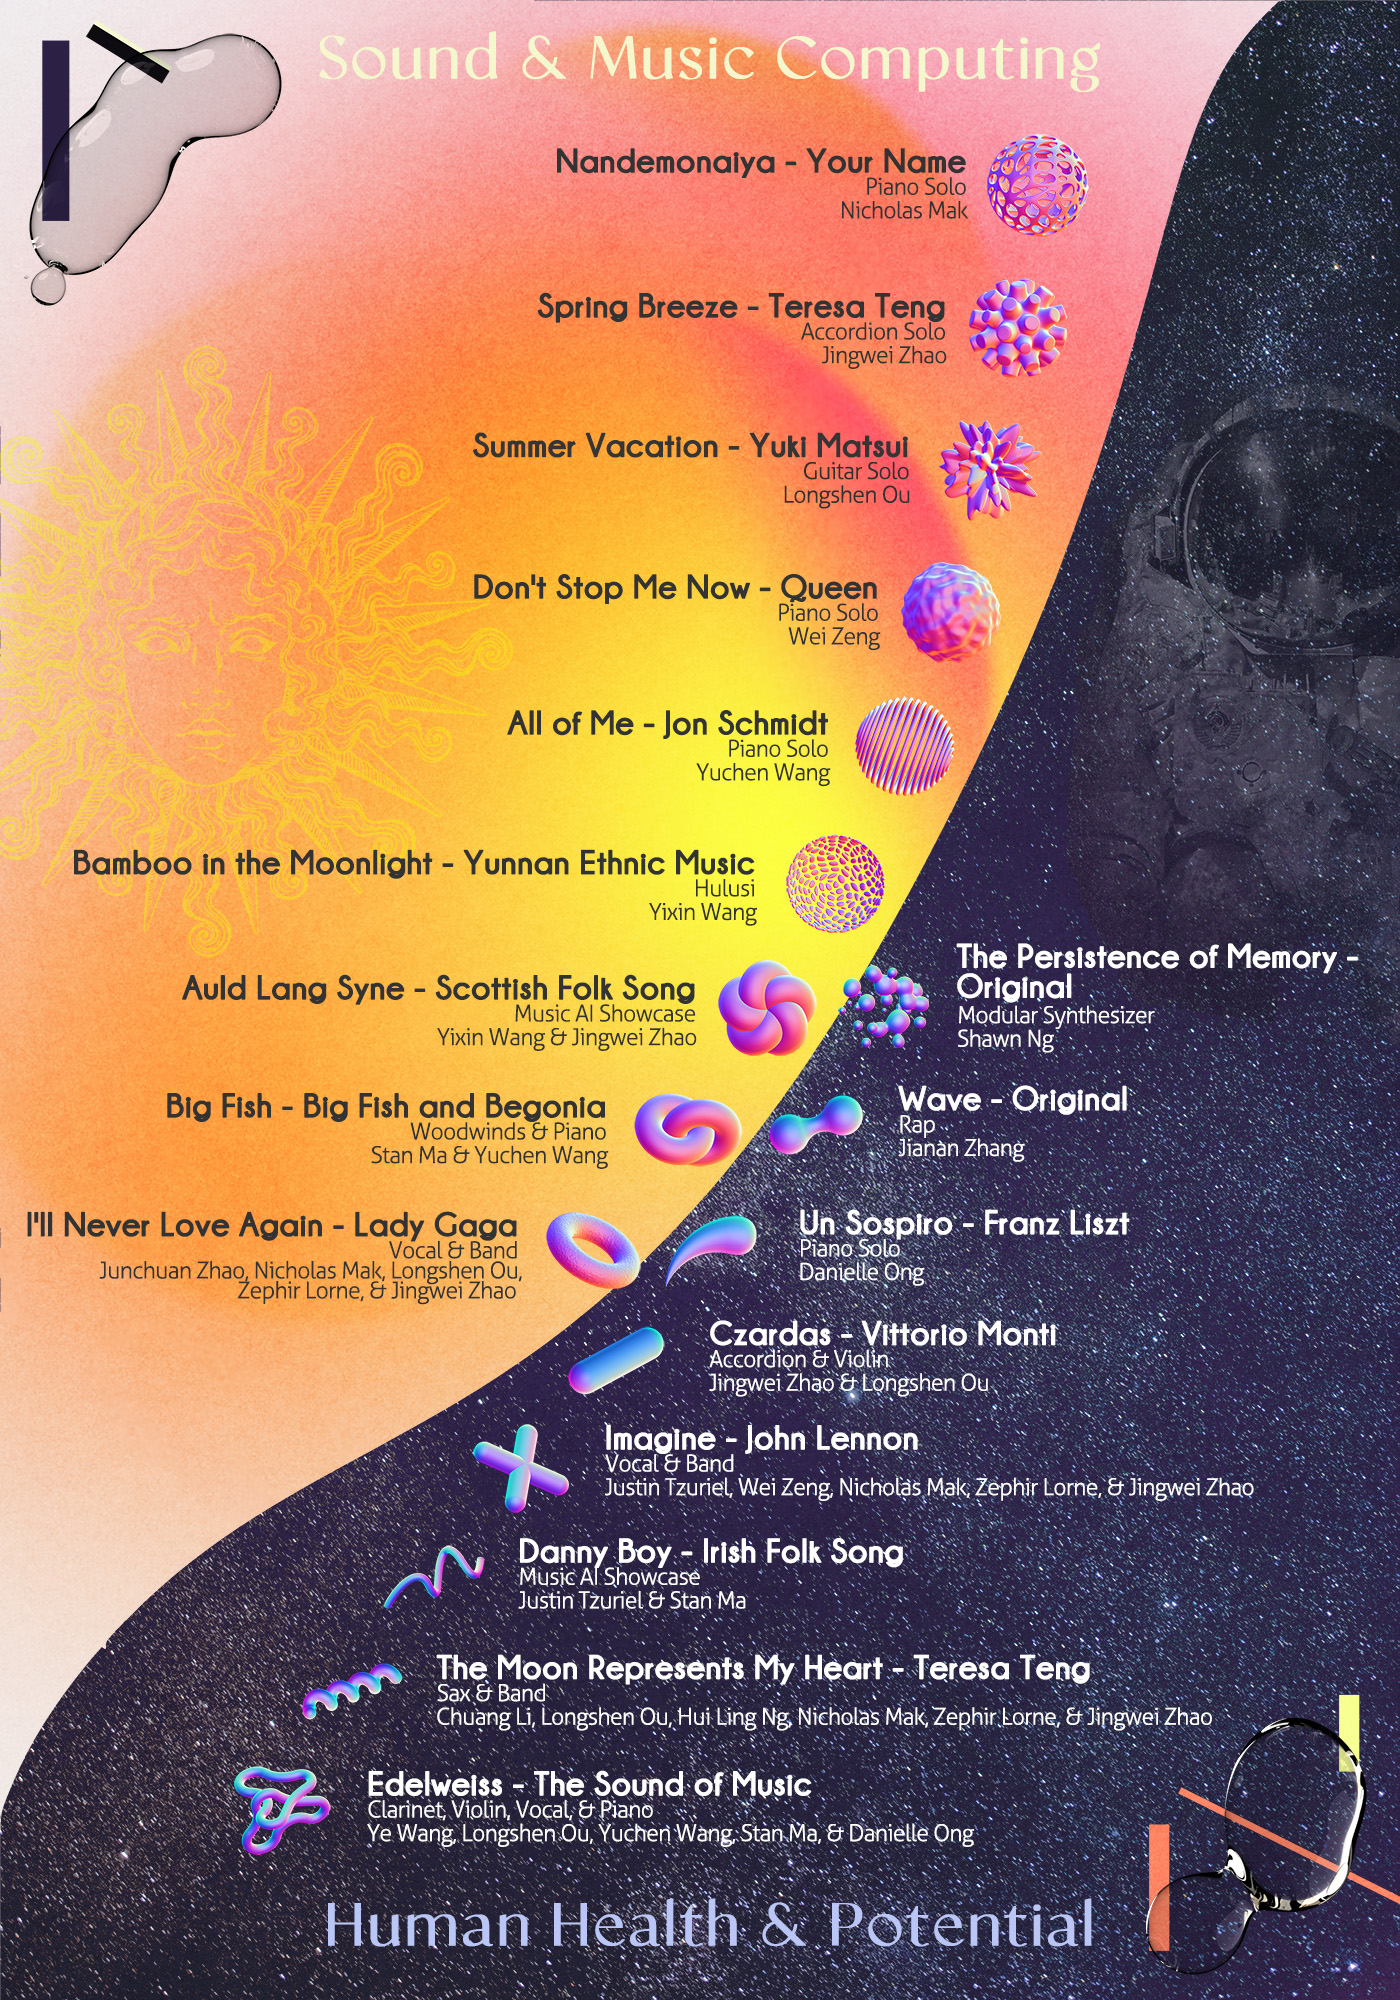 Sound & Music Computing
Nandemonaiya - Your Name
Piano Solo
Nicholas Mak
Spring Breeze - Teresa Teng
Accordion Solo
Jingwei Zhao
Summer Vacation - Yuki Matsui
Guitar Solo
Longshen Ou
Don't Stop Me Now - Queen
Piano Solo
Wei Zeng
All of Me - Jon Schmidt
Piano Solo
Yuchen Wang
Bamboo in the Moonlight - Yunnan Ethnic Music
Hulusi
Yixin Wang
Auld Lang Syne - Scottish Folk Song
Music AI Showcase
Yixin Wang & Jingwei Zhao
Big Fish - Big Fish and Begonia
Woodwinds & Piano
Stan Ma & Yuchen Wang
I'll Never Love Again - Lady Gaga
Vocal & Band
Junchuan Zhao, Nicholas Mak, Longshen Ou,
Zephir Lorne, & Jingwei Zhao
The Persistence of Memory -
Original
Modular Synthesizer
Shawn Ng
Wave - Original
Rap
Jianan Zhang
Un Sospiro - Franz Liszt
Piano Solo
Danielle Ong
Czardas - Vittorio Monti
Accordion & Violin
Jingwei Zhao & Longshen Ou
Imagine - John Lennon
Vocal & Band
Justin Tzuriel, Wei Zeng, Nicholas Mak, Zephir Lorne, & Jingwei Zhao
Danny Boy - Irish Folk Song
Music AI Showcase
Justin Tzuriel & Stan Ma
The Moon Represents My Heart - Teresa Teng
Sax & Band
Chuang Li, Longshen Ou, Hui Ling Ng, Nicholas Mak, Zephir Lorne, & Jingwei Zhao
Edelweiss - The Sound of Music
Clarinet, Violin, Vocal, & Piano
Ye Wang, Longshen Ou, Yuchen Wang, Stan Ma, & Danielle Ong
Human Health & Potential